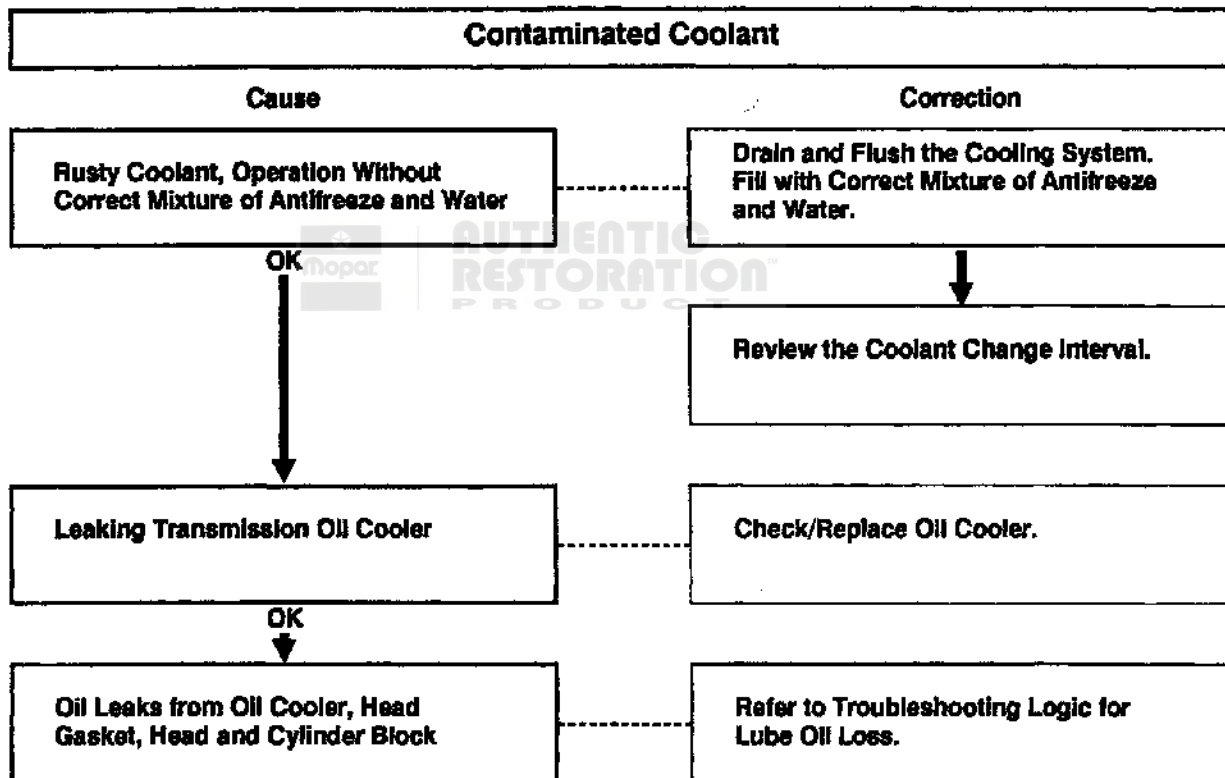 Contaminated Coolant
Cause
Correction
Rusty Coolant, Operation Without
Correct Mixture of Antifreeze and Water
Drain and Flush the Cooling System.
Fill with Correct Mixture of Antifreeze
and Water.
mopar
AUTHENTIC
RESTORATION™
PRODUCT
OK
Review the Coolant Change Interval.
Leaking Transmission Oil Cooler
Check/Replace Oil Cooler.
OK
Oil Leaks from Oil Cooler, Head
Gasket, Head and Cylinder Block
Refer to Troubleshooting Logic for
Lube Oil Loss.